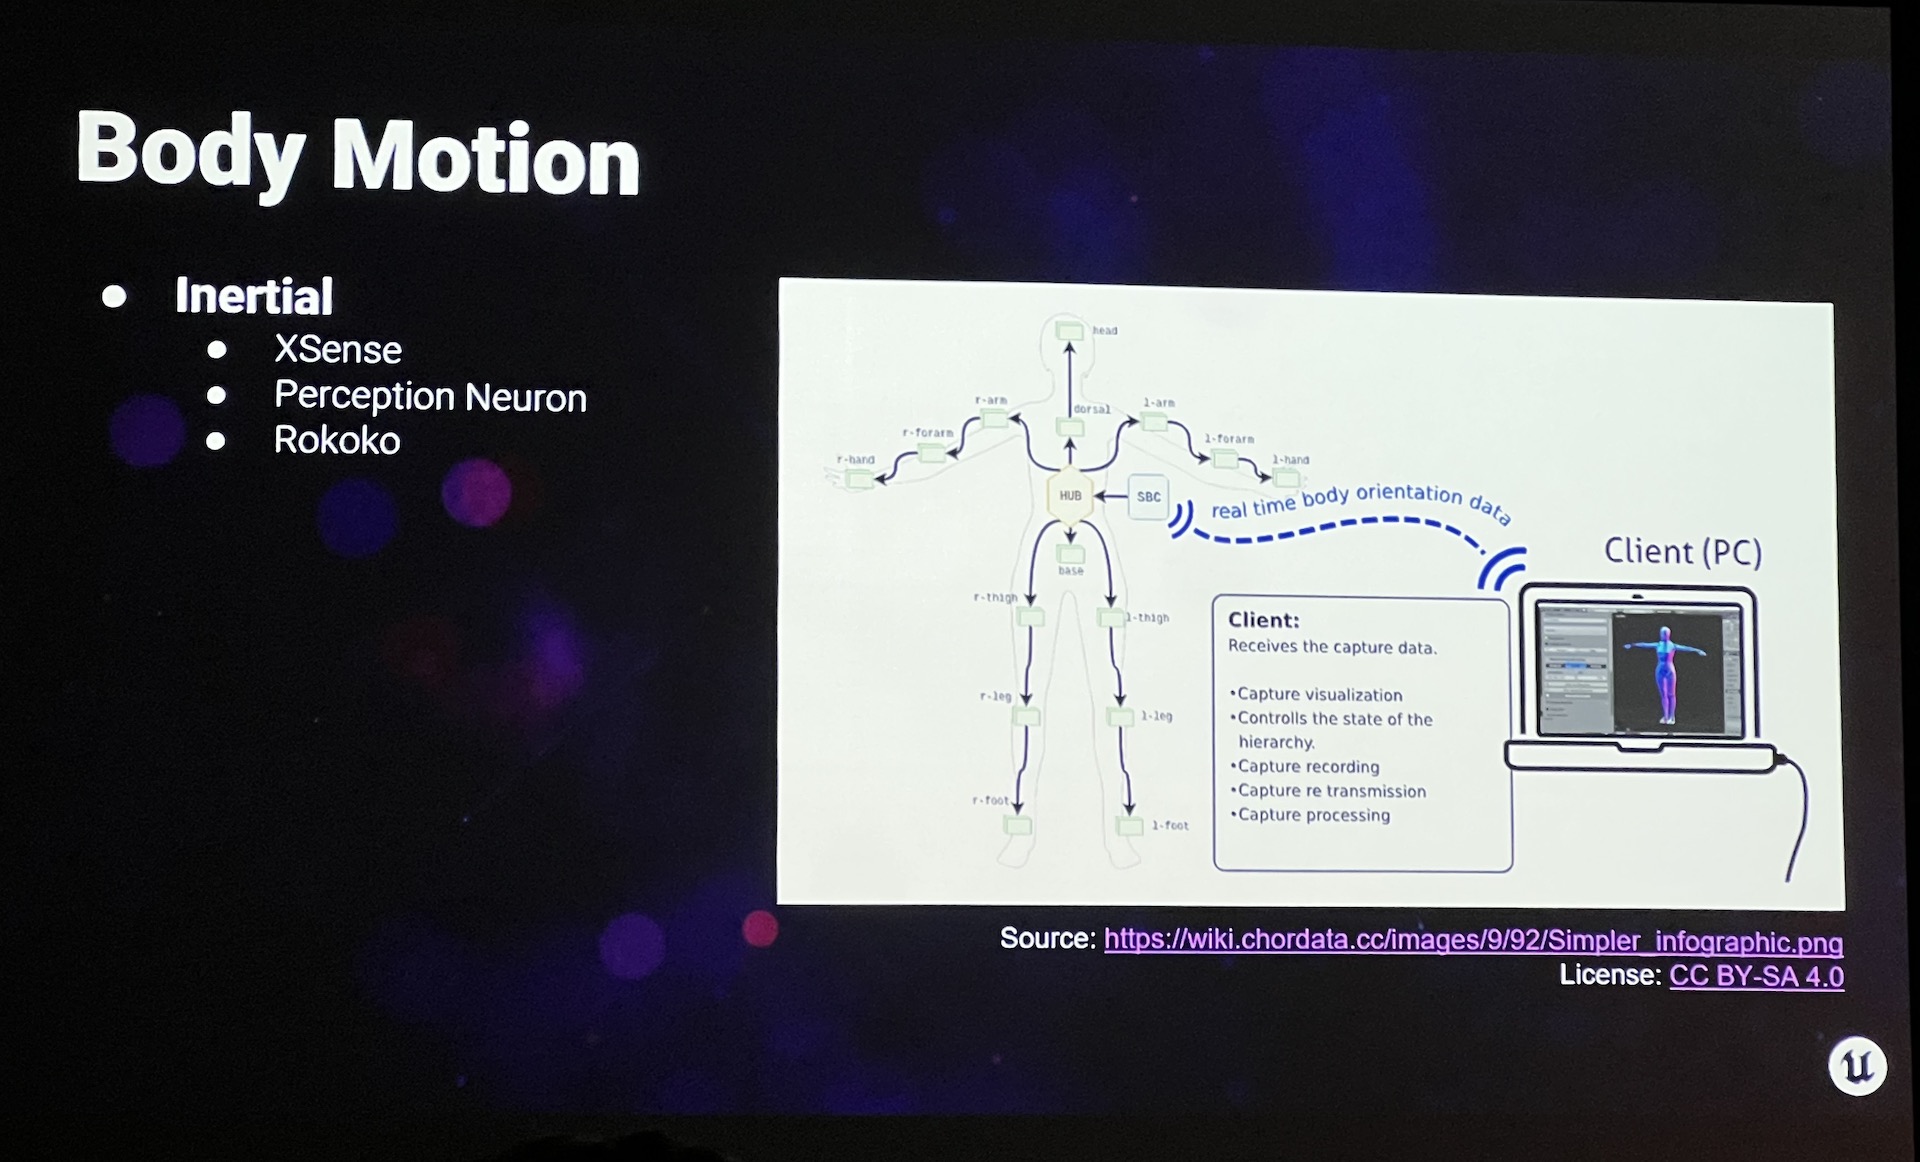 Body Motion
Inertial
XSense
Perception Neuron
Rokoko
head
r-arm
dorsal
l-arm
r-forarm
l-forarm
r-hand
l-hand
HUB
SBC
real time body orientation data
base
r-thigh
l-thigh
r-leg
l-leg
r-foot
l-foot
Client (PC)
Client:
Receives the capture data.
•Capture visualization
•Controlls the state of the
hierarchy.
•Capture recording
•Capture re transmission
•Capture processing
Source: https://wiki.chordata.cc/images/9/92/Simpler_infographic.png
License: CC BY-SA 4.0